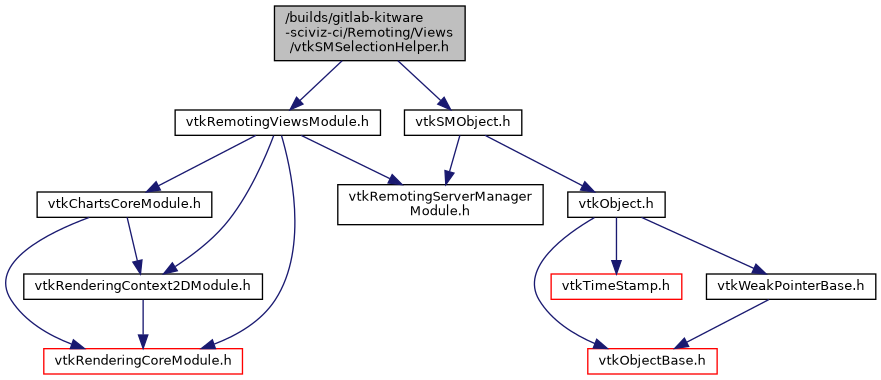 /builds/gitlab-kitware
-sciviz-ci/Remoting/Views
/vtkSMSelectionHelper.h
vtkRemotingViewsModule.h
vtkSMObject.h
vtkChartsCoreModule.h
vtkRemotingServerManager
Module.h
vtkObject.h
vtkRenderingContext2DModule.h
vtkTimeStamp.h
vtkWeakPointerBase.h
vtkRenderingCoreModule.h
vtkObjectBase.h